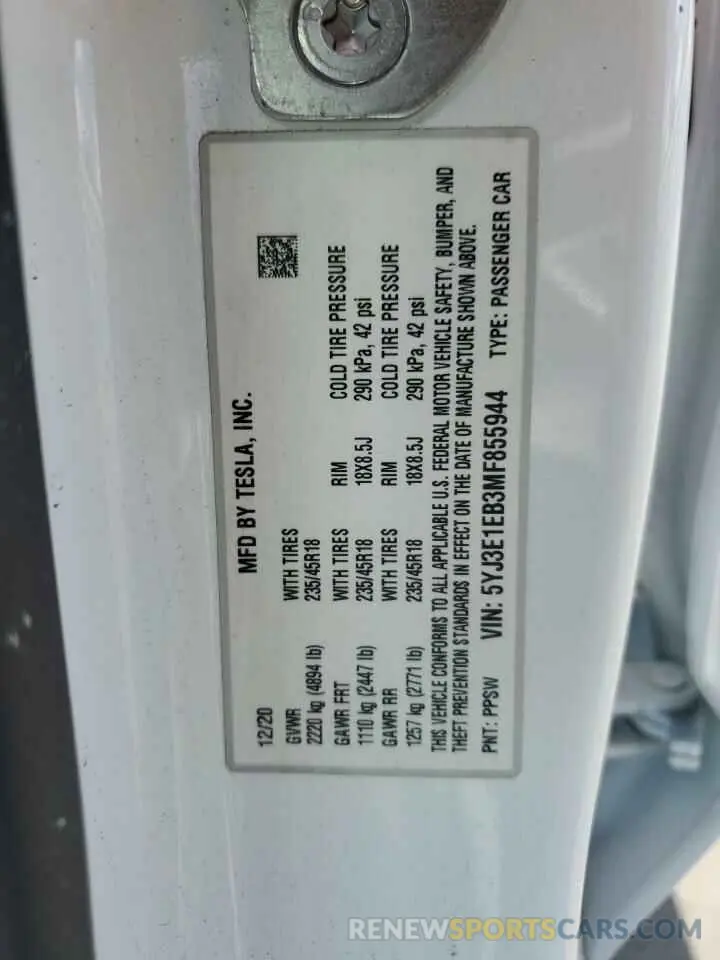 MFD BY TESLA, INC.
12/20
GVWR WITH TIRES
2220 kg (4894 lb) 235/45R18
GAWR FRT WITH TIRES RIM COLD TIRE PRESSURE
1110 kg (2447 lb) 235/45R18 18X8.5J 290 kPa, 42 psi
GAWR RR WITH TIRES RIM COLD TIRE PRESSURE
1257 kg (2771 lb) 235/45R18 18X8.5J 290 kPa, 42 psi
THIS VEHICLE CONFORMS TO ALL APPLICABLE U.S. FEDERAL MOTOR VEHICLE SAFETY, BUMPER, AND
THEFT PREVENTION STANDARDS IN EFFECT ON THE DATE OF MANUFACTURE SHOWN ABOVE.
PNT: PPSW VIN: 5YJ3E1EB3MF855944 TYPE: PASSENGER CAR
RENEWSPORTSCARS.COM